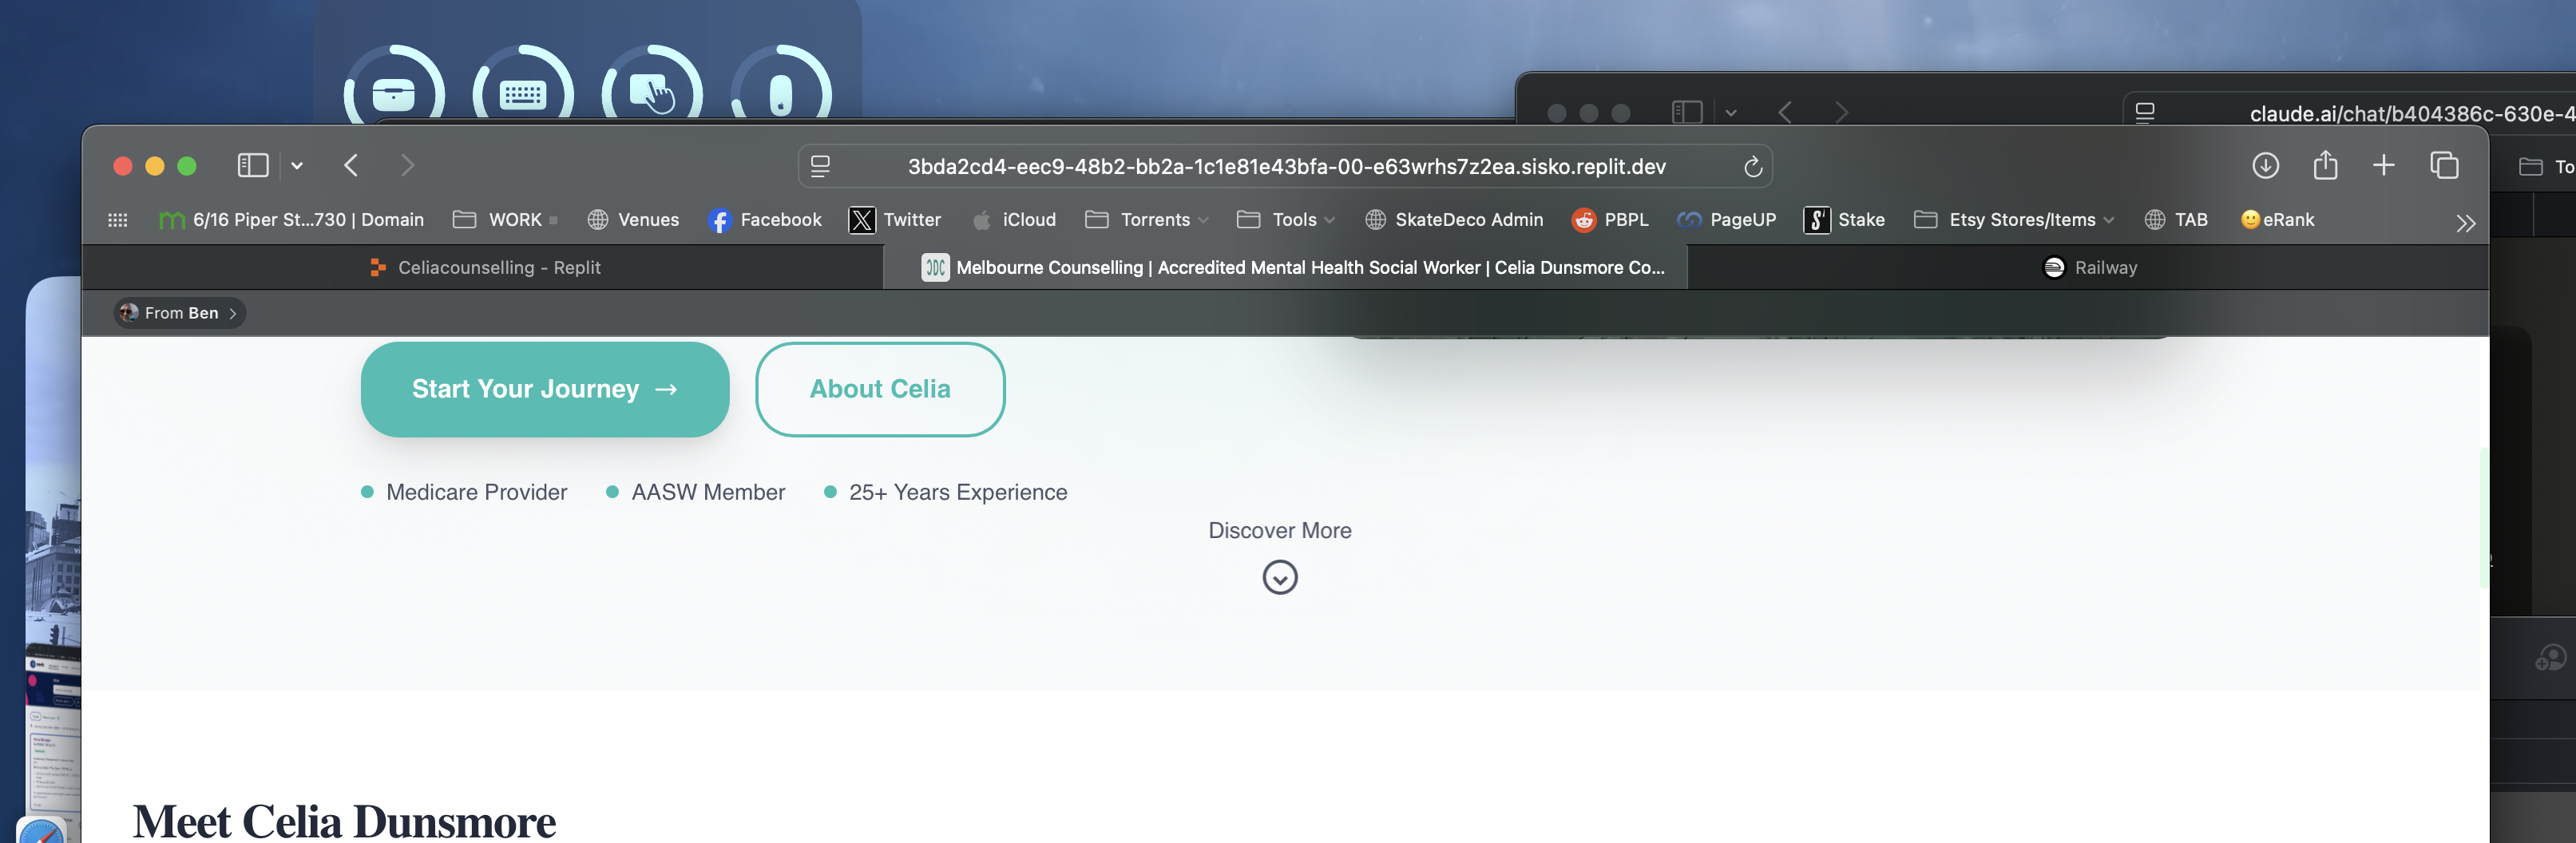 claude.ai/chat/b404386c-630e-4
3bda2cd4-eec9-48b2-bb2a-1c1e81e43bfa-00-e63wrhs7z2ea.sisko.replit.dev
To
6/16 Piper St...730 | Domain WORK Venues Facebook Twitter iCloud Torrents Tools SkateDeco Admin PBPL PageUP Stake Etsy Stores/Items TAB eRank
Celiacounselling - Replit
Melbourne Counselling | Accredited Mental Health Social Worker | Celia Dunsmore Co...
Railway
From Ben
Start Your Journey →
About Celia
Medicare Provider
AASW Member
25+ Years Experience
Discover More
Meet Celia Dunsmore